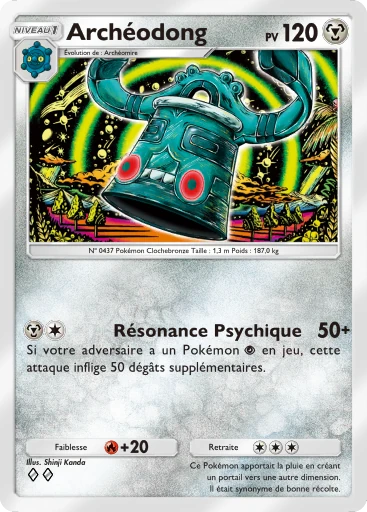 NIVEAU 1 Archéodong PV 120
Évolution de : Archéomire
N° 0437 Pokémon Clochebronze Taille : 1,3 m Poids : 187,0 kg
Résonance Psychique 50+
Si votre adversaire a un Pokémon en jeu, cette
attaque inflige 50 dégâts supplémentaires.
Faiblesse +20 Retraite
Illus. Shinji Kanda
Ce Pokémon apportait la pluie en créant
un portail vers une autre dimension.
Il était synonyme de bonne récolte.